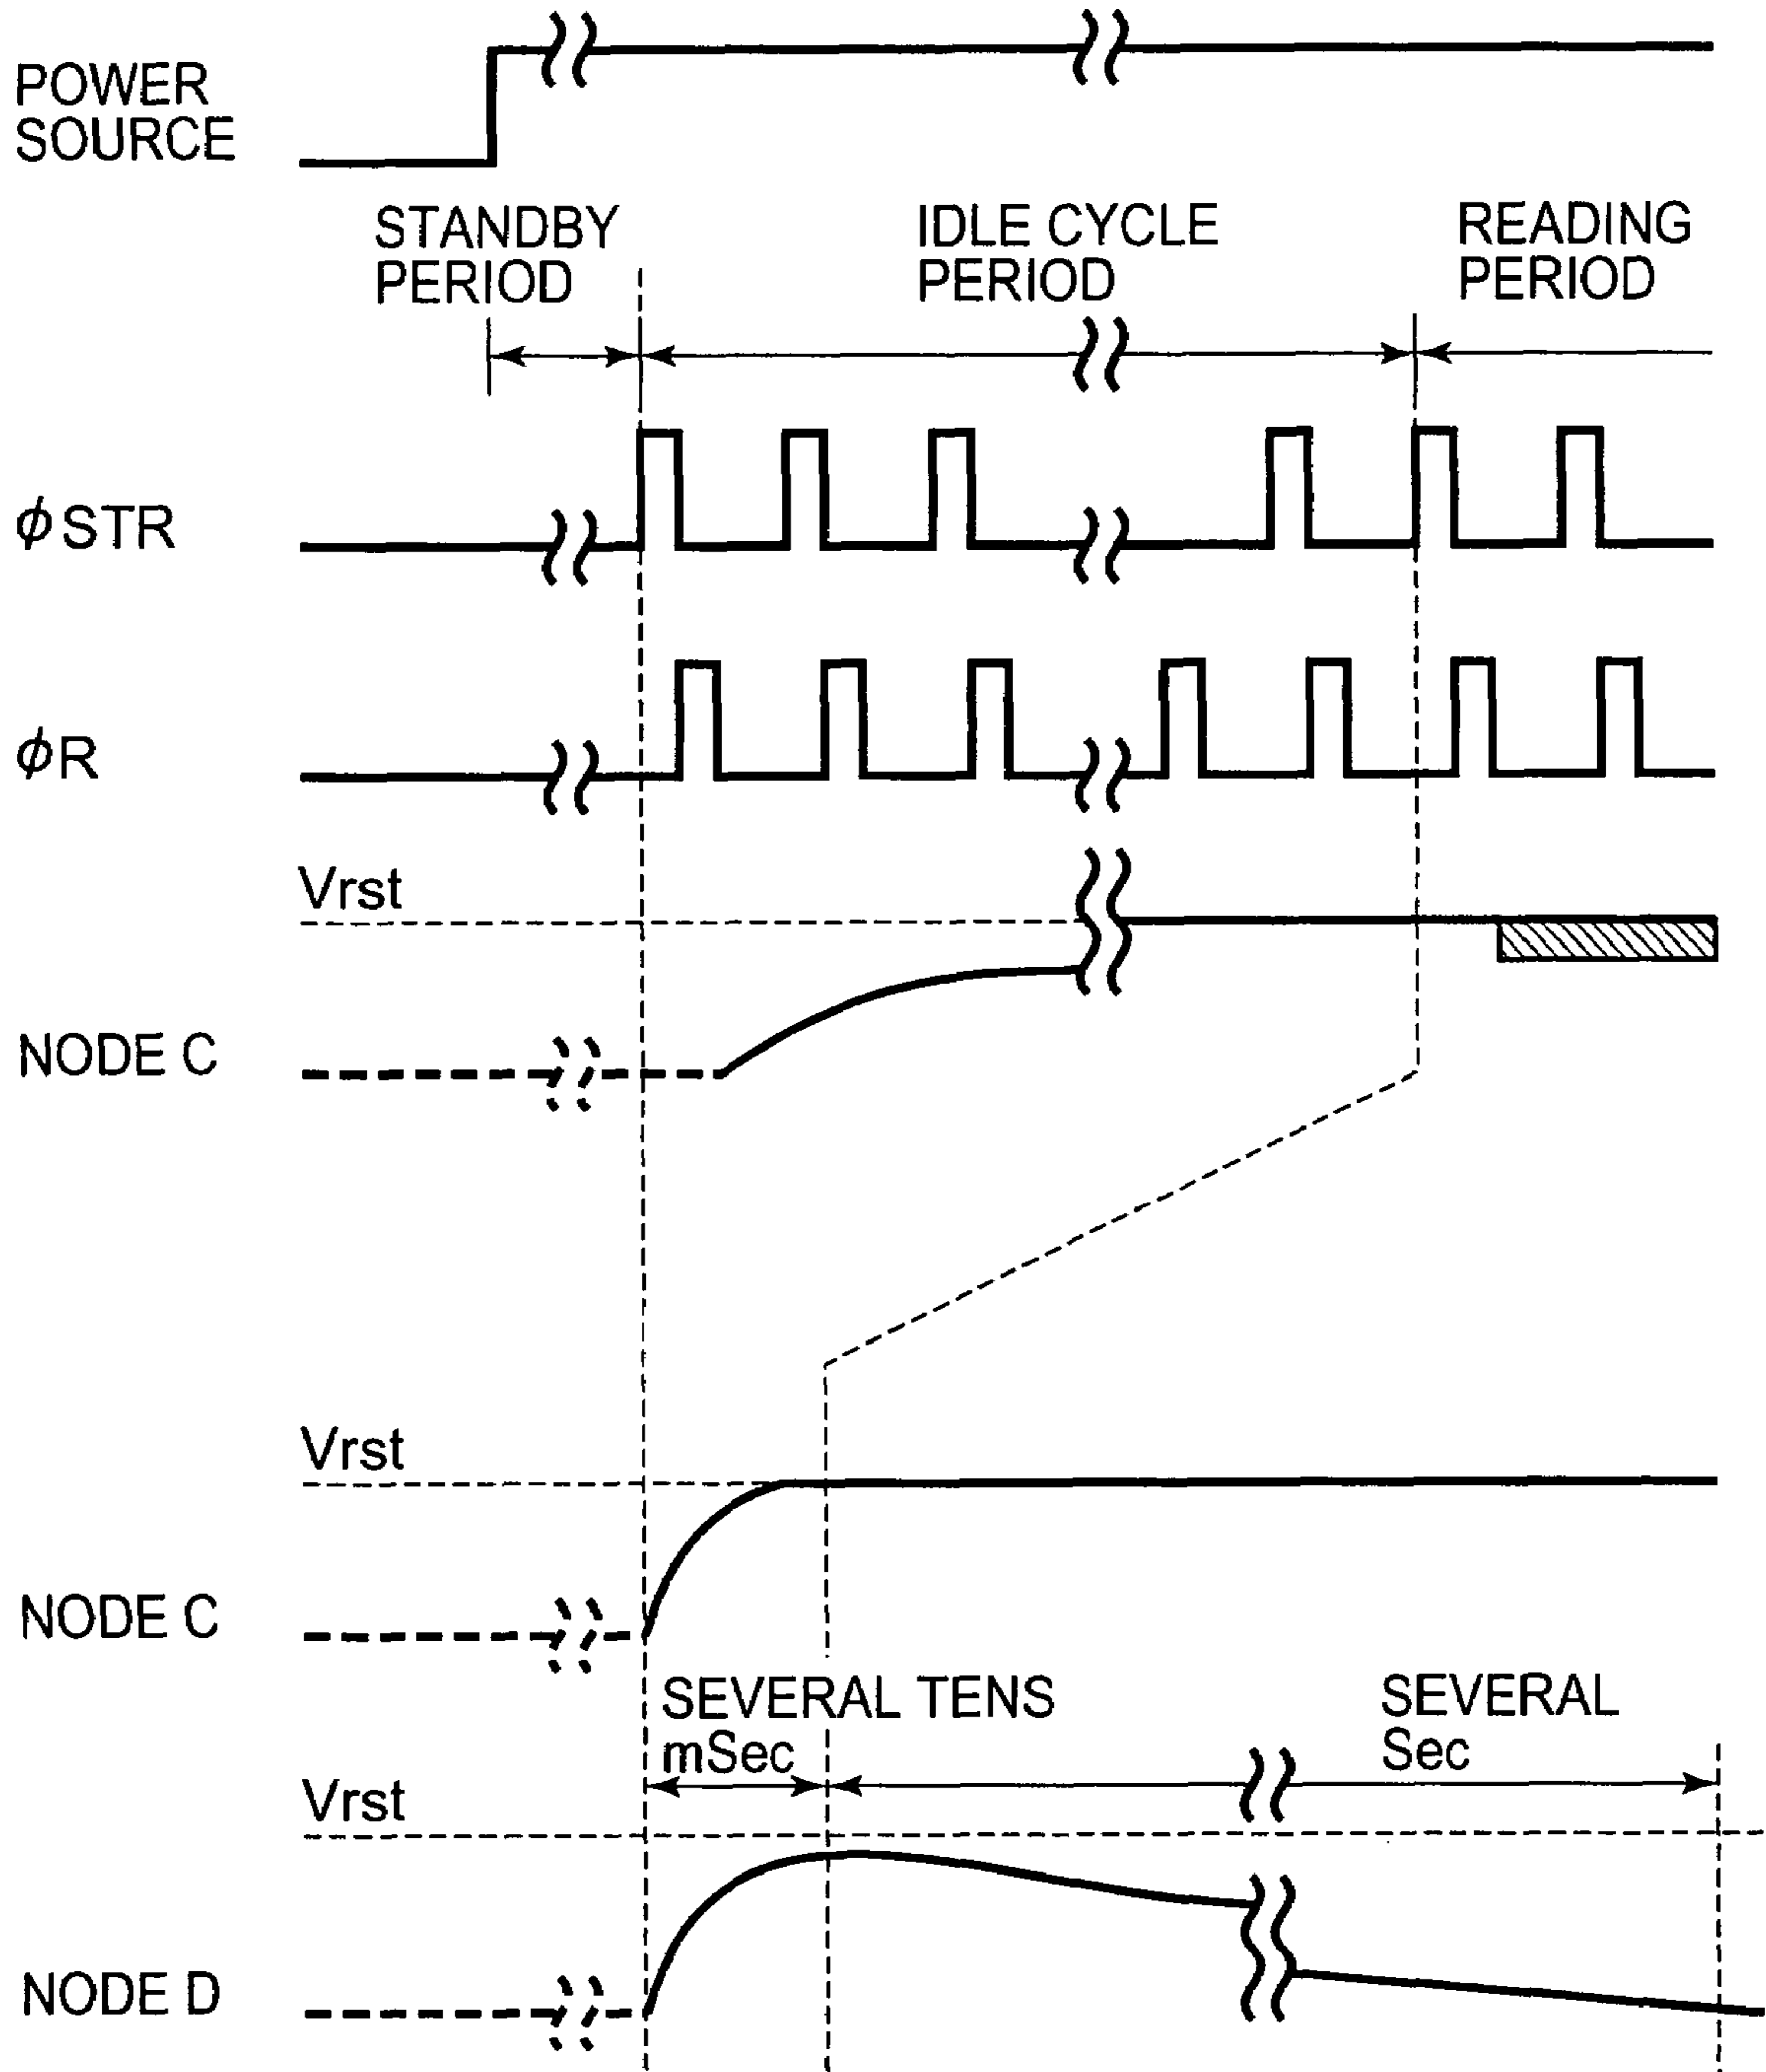 POWER
SOURCE
STANDBY
PERIOD
IDLE CYCLE
PERIOD
READING
PERIOD
ϕSTR
ϕR
Vrst
NODE C
Vrst
NODE C
SEVERAL TENS
mSec
SEVERAL
Sec
Vrst
NODE D